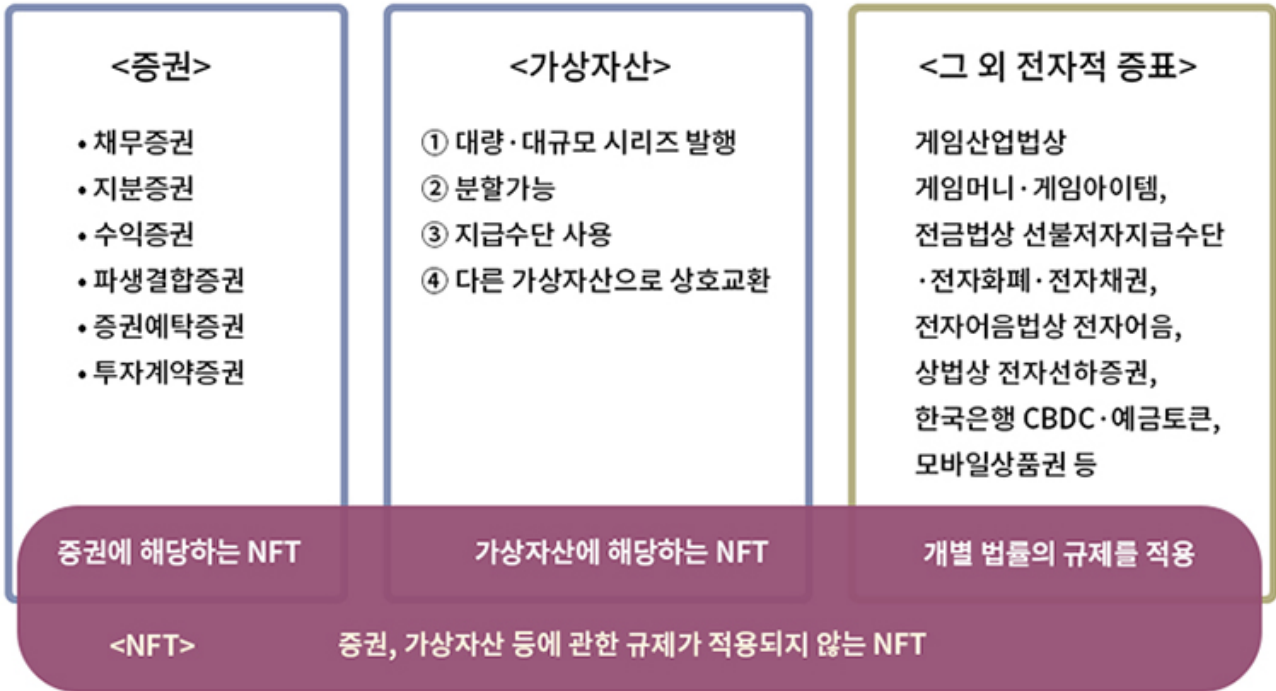 <증권>
• 채무증권
• 지분증권
• 수익증권
• 파생결합증권
• 증권예탁증권
• 투자계약증권
<가상자산>
① 대량·대규모 시리즈 발행
② 분할가능
③ 지급수단 사용
④ 다른 가상자산으로 상호교환
<그 외 전자적 증표>
게임산업법상
게임머니·게임아이템,
전금법상 선불저자지급수단
·전자화폐·전자채권,
전자어음법상 전자어음,
상법상 전자선하증권,
한국은행 CBDC·예금토큰,
모바일상품권 등
증권에 해당하는 NFT
가상자산에 해당하는 NFT
개별 법률의 규제를 적용
<NFT>
증권, 가상자산 등에 관한 규제가 적용되지 않는 NFT